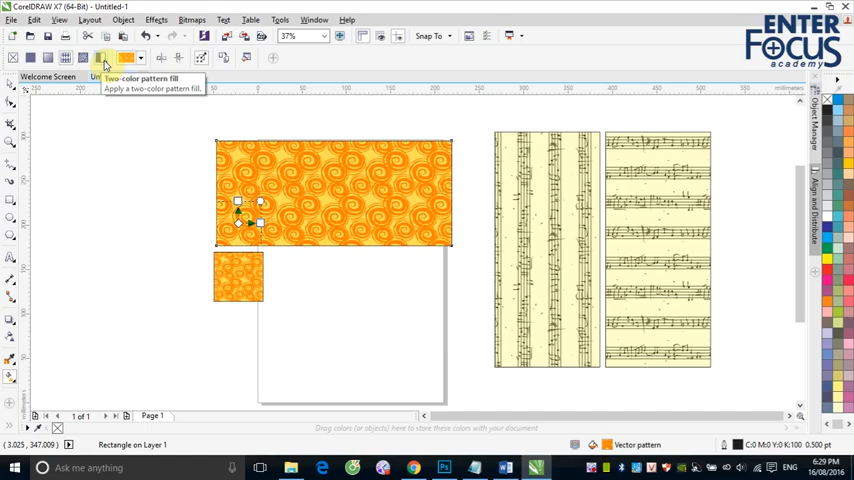 CorelDRAW X7 (64-Bit) - Untitled-1
File Edit View Layout Object Effects Bitmaps Text Table Tools Window Help
37% Snap To
ENTER
FOCUS
academy
Welcome Screen
Two-color pattern fill
Apply a two-color pattern fill.
millimeters
Object Manager
Align and Distribute
1 of 1 Page 1
Drag colors (or objects) here to store these colors with your document
(3.025, 347.009) Rectangle on Layer 1 Vector pattern C:0 M:0 Y:0 K:100 0.500 pt
Ask me anything
ENG
6:29 PM
16/08/2016